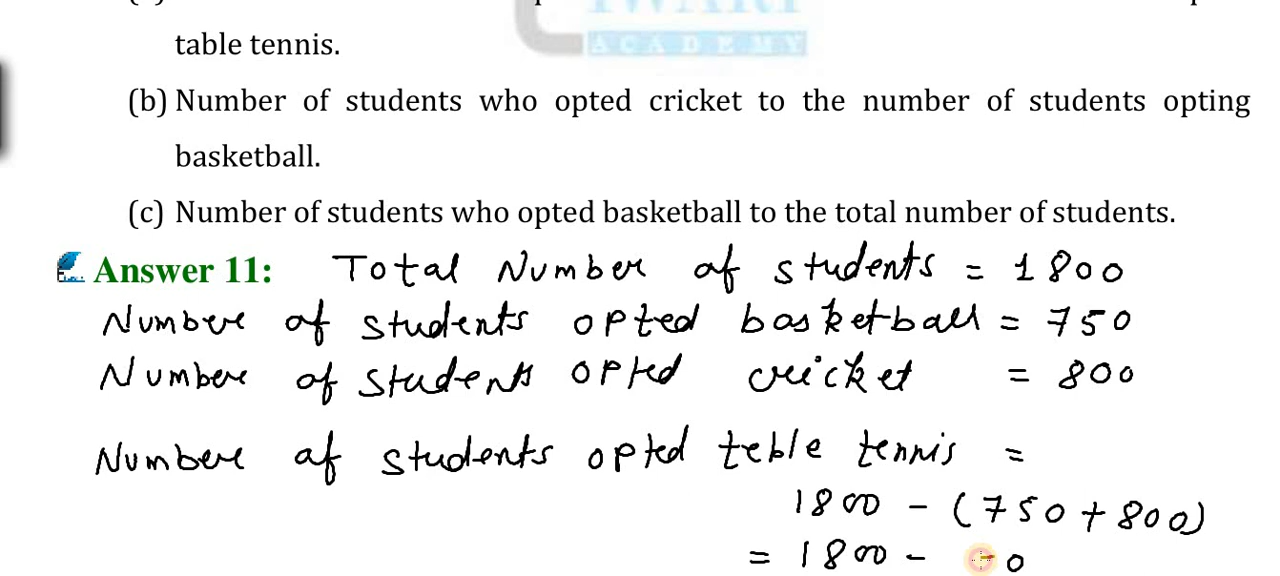 ACADEMY
table tennis.
(b) Number of students who opted cricket to the number of students opting
basketball.
(c) Number of students who opted basketball to the total number of students.
Answer 11: Total Number of students = 1800
Number of students opted basketball = 750
Number of students opted cricket = 800
Number of students opted teble tennis =
1800 - (750 + 800)
= 1800 -